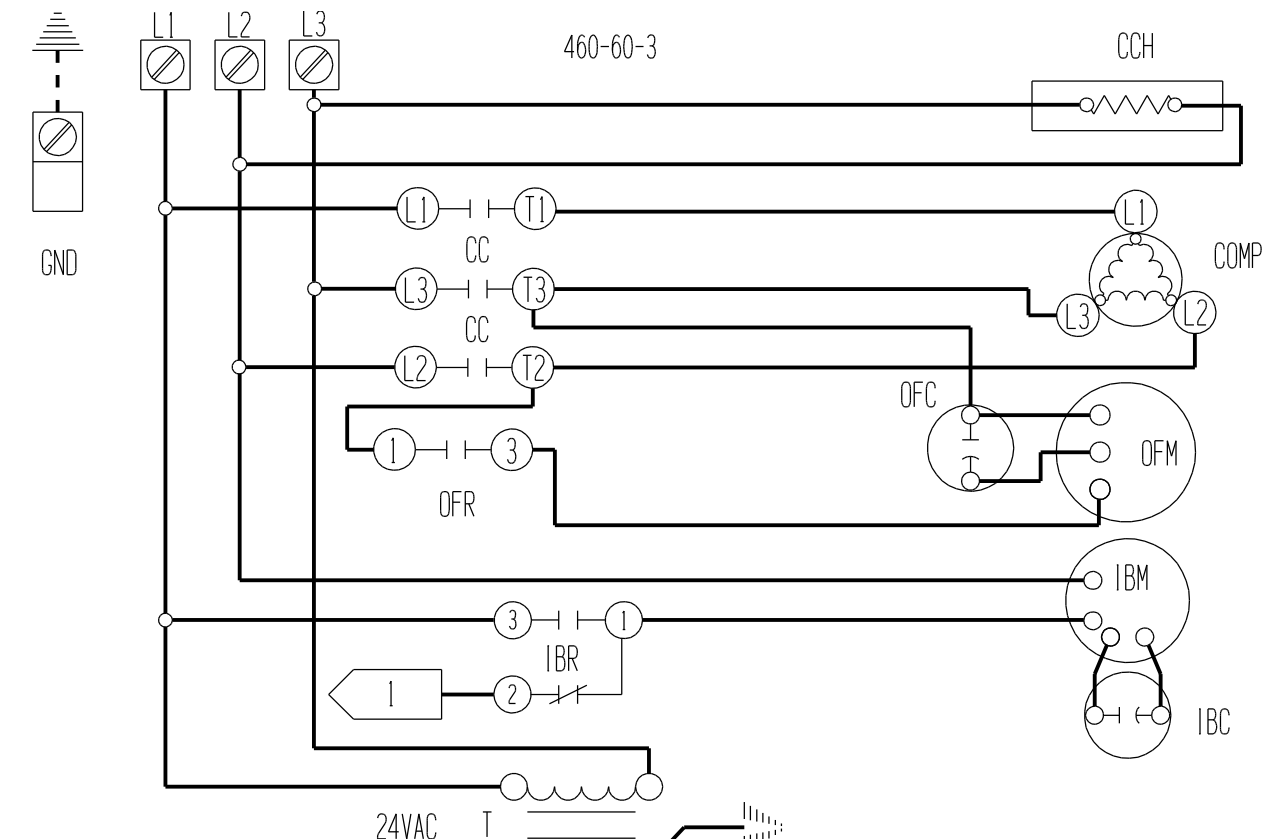 L1 L2 L3
460-60-3
CCH
GND
L1 T1
L1
CC
COMP
L3 T3
L3 L2
CC
L2 T2
OFC
1 3
OFM
OFR
IBM
3 1
IBR
1 2
IBC
24VAC T